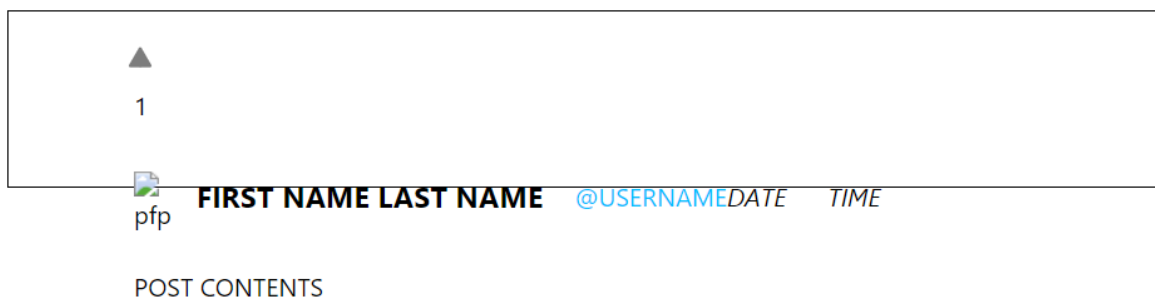 1
FIRST NAME LAST NAME @USERNAMEDATE TIME
pfp
POST CONTENTS